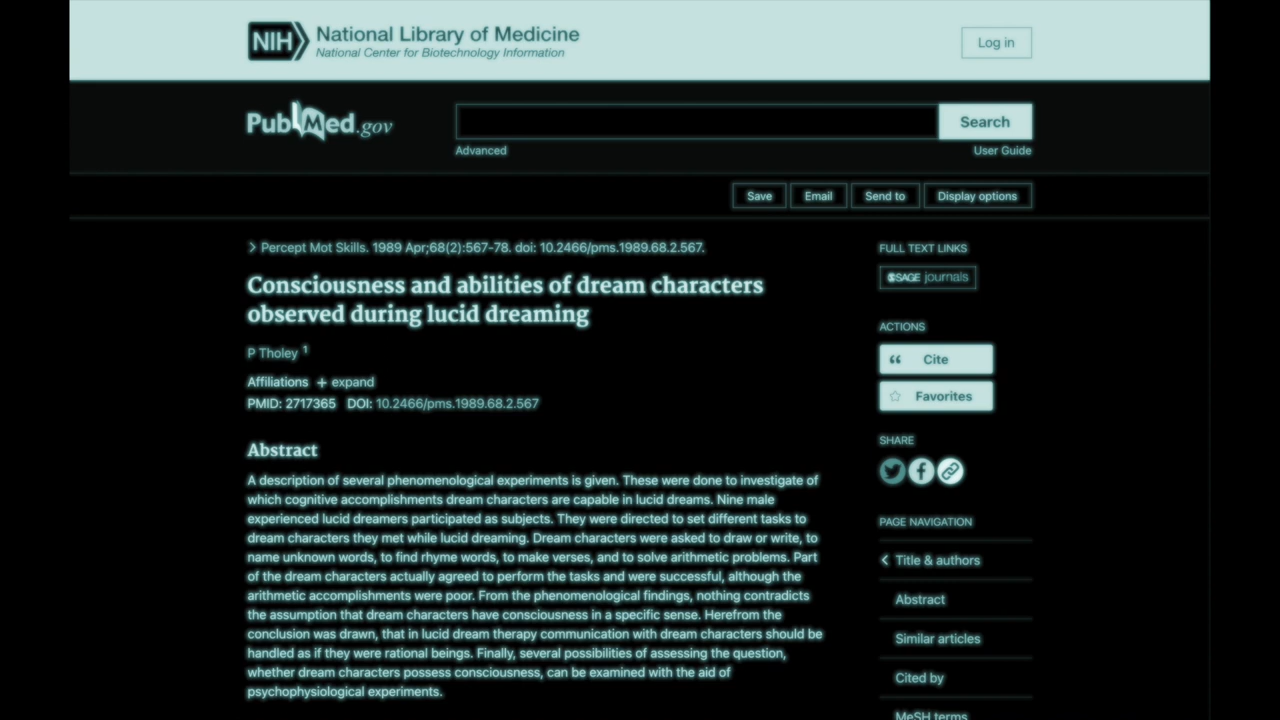 NIH National Library of Medicine
National Center for Biotechnology Information
Log in
PubMed.gov
Search
Advanced
User Guide
Save
Email
Send to
Display options
Percept Mot Skills. 1989 Apr;68(2):567-78. doi: 10.2466/pms.1989.68.2.567.
Consciousness and abilities of dream characters
observed during lucid dreaming
P Tholey 1
Affiliations + expand
PMID: 2717365 DOI: 10.2466/pms.1989.68.2.567
Abstract
A description of several phenomenological experiments is given. These were done to investigate of
which cognitive accomplishments dream characters are capable in lucid dreams. Nine male
experienced lucid dreamers participated as subjects. They were directed to set different tasks to
dream characters they met while lucid dreaming. Dream characters were asked to draw or write, to
name unknown words, to find rhyme words, to make verses, and to solve arithmetic problems. Part
of the dream characters actually agreed to perform the tasks and were successful, although the
arithmetic accomplishments were poor. From the phenomenological findings, nothing contradicts
the assumption that dream characters have consciousness in a specific sense. Herefrom the
conclusion was drawn, that in lucid dream therapy communication with dream characters should be
handled as if they were rational beings. Finally, several possibilities of assessing the question,
whether dream characters possess consciousness, can be examined with the aid of
psychophysiological experiments.
FULL TEXT LINKS
SAGE journals
ACTIONS
Cite
Favorites
SHARE
PAGE NAVIGATION
Title & authors
Abstract
Similar articles
Cited by
MeSH terms